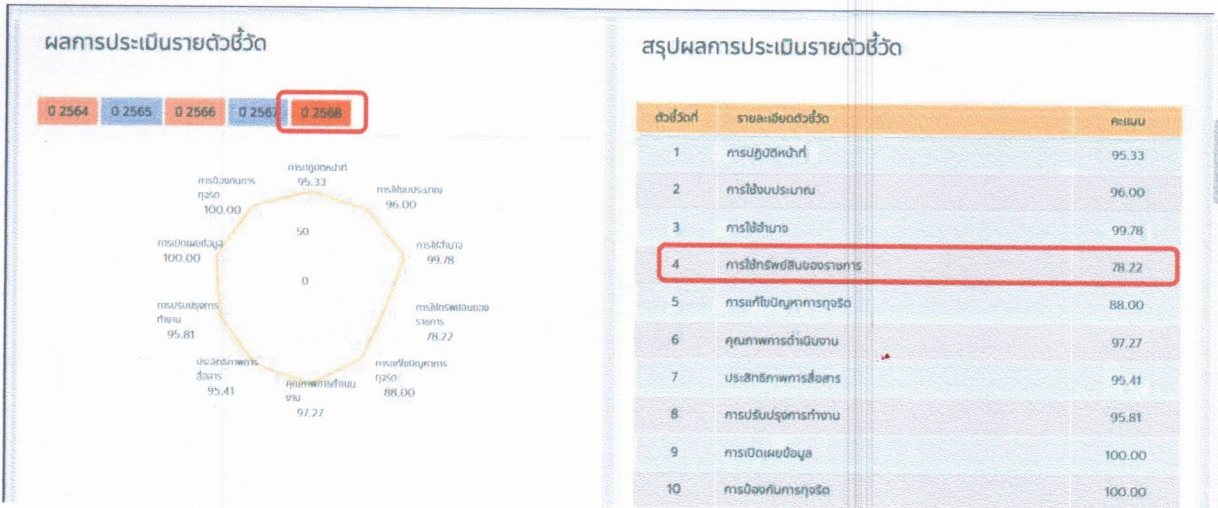 ผลการประเมินรายตัวชี้วัด
ปี 2564 ปี 2565 ปี 2566 ปี 2567 ปี 2568
การปฏิบัติหน้าที่
95.33
การใช้งบประมาณ
96.00
การใช้อำนาจ
99.78
การใช้ทรัพย์สินของ
ราชการ
78.22
การแก้ไขปัญหาการ
ทุจริต
88.00
คุณภาพการดำเนิน
งาน
97.27
ประสิทธิภาพการ
สื่อสาร
95.41
การปรับปรุงการ
ทำงาน
95.81
การเปิดเผยข้อมูล
100.00
การป้องกันการ
ทุจริต
100.00
50
0
สรุปผลการประเมินรายตัวชี้วัด
ตัวชี้วัดที่ รายละเอียดตัวชี้วัด คะแนน
1 การปฏิบัติหน้าที่ 95.33
2 การใช้งบประมาณ 96.00
3 การใช้อำนาจ 99.78
4 การใช้ทรัพย์สินของราชการ 78.22
5 การแก้ไขปัญหาการทุจริต 88.00
6 คุณภาพการดำเนินงาน 97.27
7 ประสิทธิภาพการสื่อสาร 95.41
8 การปรับปรุงการทำงาน 95.81
9 การเปิดเผยข้อมูล 100.00
10 การป้องกันการทุจริต 100.00